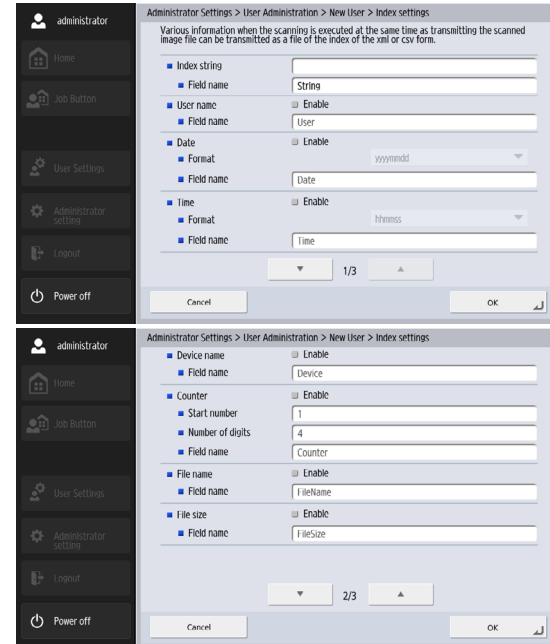 administrator
Home
Job Button
User Settings
Administrator
setting
Logout
Power off
Administrator Settings > User Administration > New User > Index settings
Various information when the scanning is executed at the same time as transmitting the scanned
image file can be transmitted as a file of the index of the xml or csv form.
Index string
Field name String
User name Enable
Field name User
Date Enable
Format yyyymmdd
Field name Date
Time Enable
Format hhmmss
Field name Time
1/3
Cancel OK
administrator
Home
Job Button
User Settings
Administrator
setting
Logout
Power off
Administrator Settings > User Administration > New User > Index settings
Device name Enable
Field name Device
Counter Enable
Start number 1
Number of digits 4
Field name Counter
File name Enable
Field name FileName
File size Enable
Field name FileSize
2/3
Cancel OK